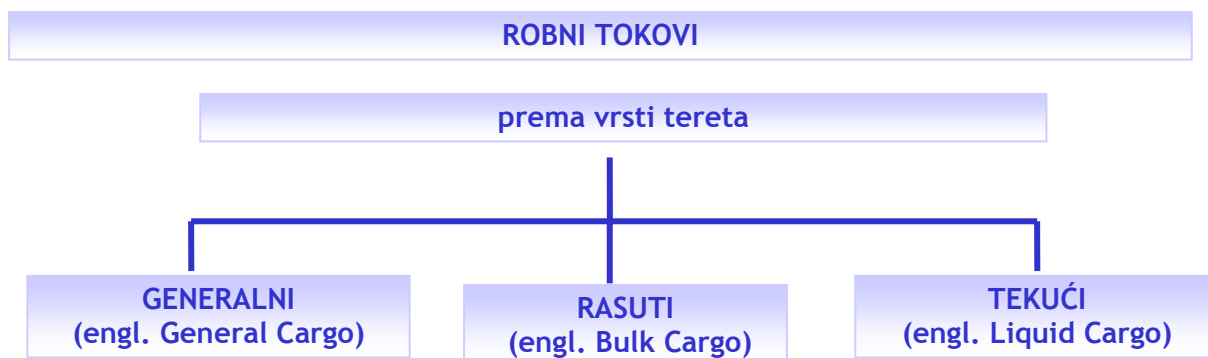 ROBNI TOKOVI
prema vrsti tereta
GENERALNI
(engl. General Cargo)
RASUTI
(engl. Bulk Cargo)
TEKUĆI
(engl. Liquid Cargo)